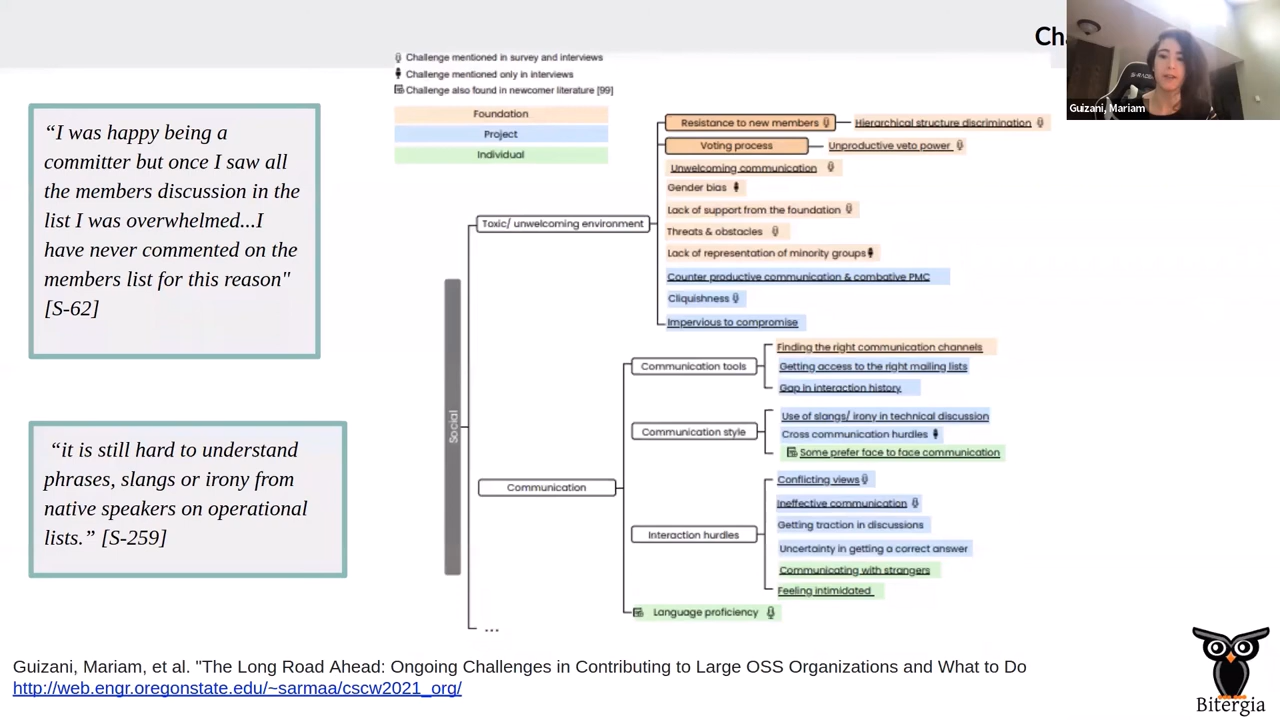 Cha
Guizani, Mariam
Challenge mentioned in survey and interviews
Challenge mentioned only in interviews
Challenge also found in newcomer literature [99]
Foundation
Project
Individual
“I was happy being a
committer but once I saw all
the members discussion in the
list I was overwhelmed...I
have never commented on the
members list for this reason"
[S-62]
“it is still hard to understand
phrases, slangs or irony from
native speakers on operational
lists.” [S-259]
Social
Toxic/ unwelcoming environment
Resistance to new members
Hierarchical structure discrimination
Voting process
Unproductive veto power
Unwelcoming communication
Gender bias
Lack of support from the foundation
Threats & obstacles
Lack of representation of minority groups
Counter productive communication & combative PMC
Cliquishness
Impervious to compromise
Communication
Communication tools
Finding the right communication channels
Getting access to the right mailing lists
Gap in interaction history
Communication style
Use of slangs/ irony in technical discussion
Cross communication hurdles
Some prefer face to face communication
Interaction hurdles
Conflicting views
Ineffective communication
Getting traction in discussions
Uncertainty in getting a correct answer
Communicating with strangers
Feeling intimidated
Language proficiency
...
Guizani, Mariam, et al. "The Long Road Ahead: Ongoing Challenges in Contributing to Large OSS Organizations and What to Do
http://web.engr.oregonstate.edu/~sarmaa/cscw2021_org/
Bitergia